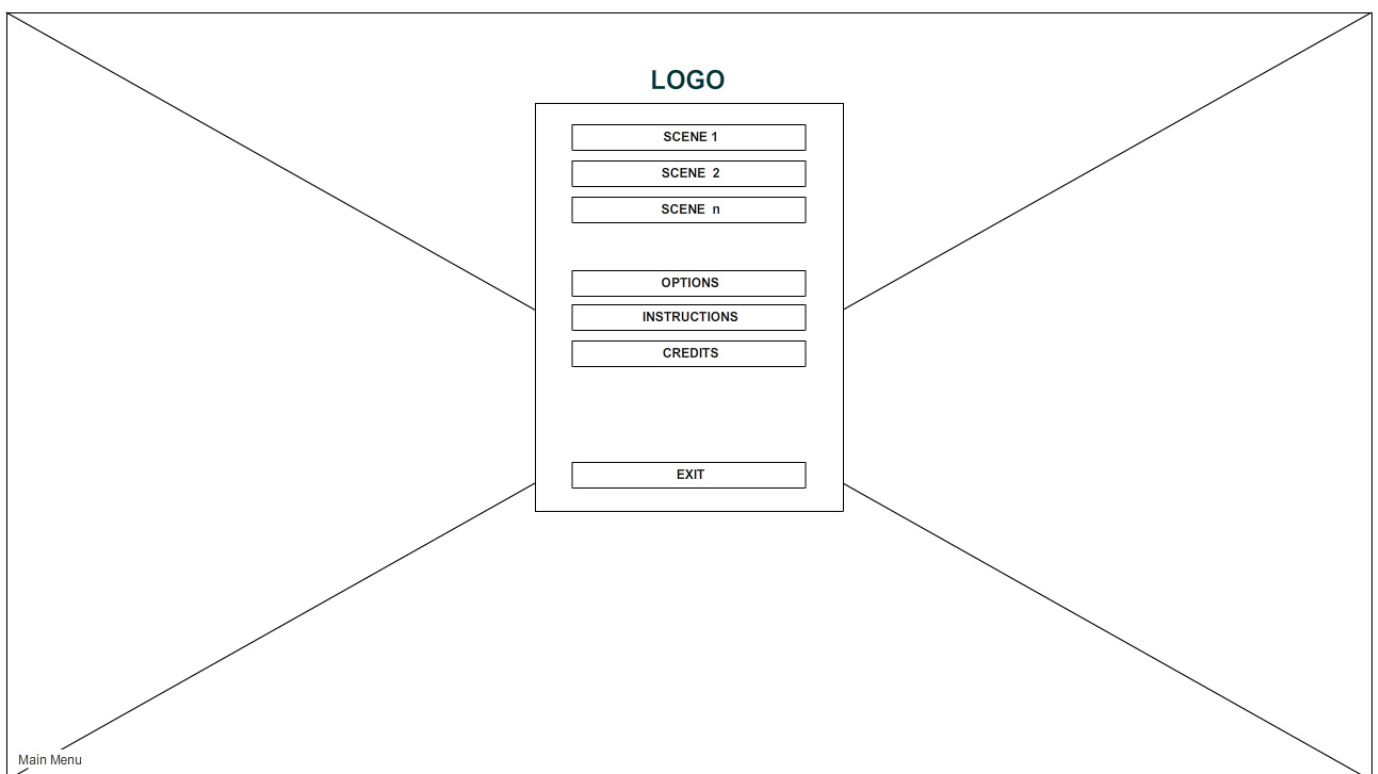 LOGO
SCENE 1
SCENE 2
SCENE n
OPTIONS
INSTRUCTIONS
CREDITS
EXIT
Main Menu